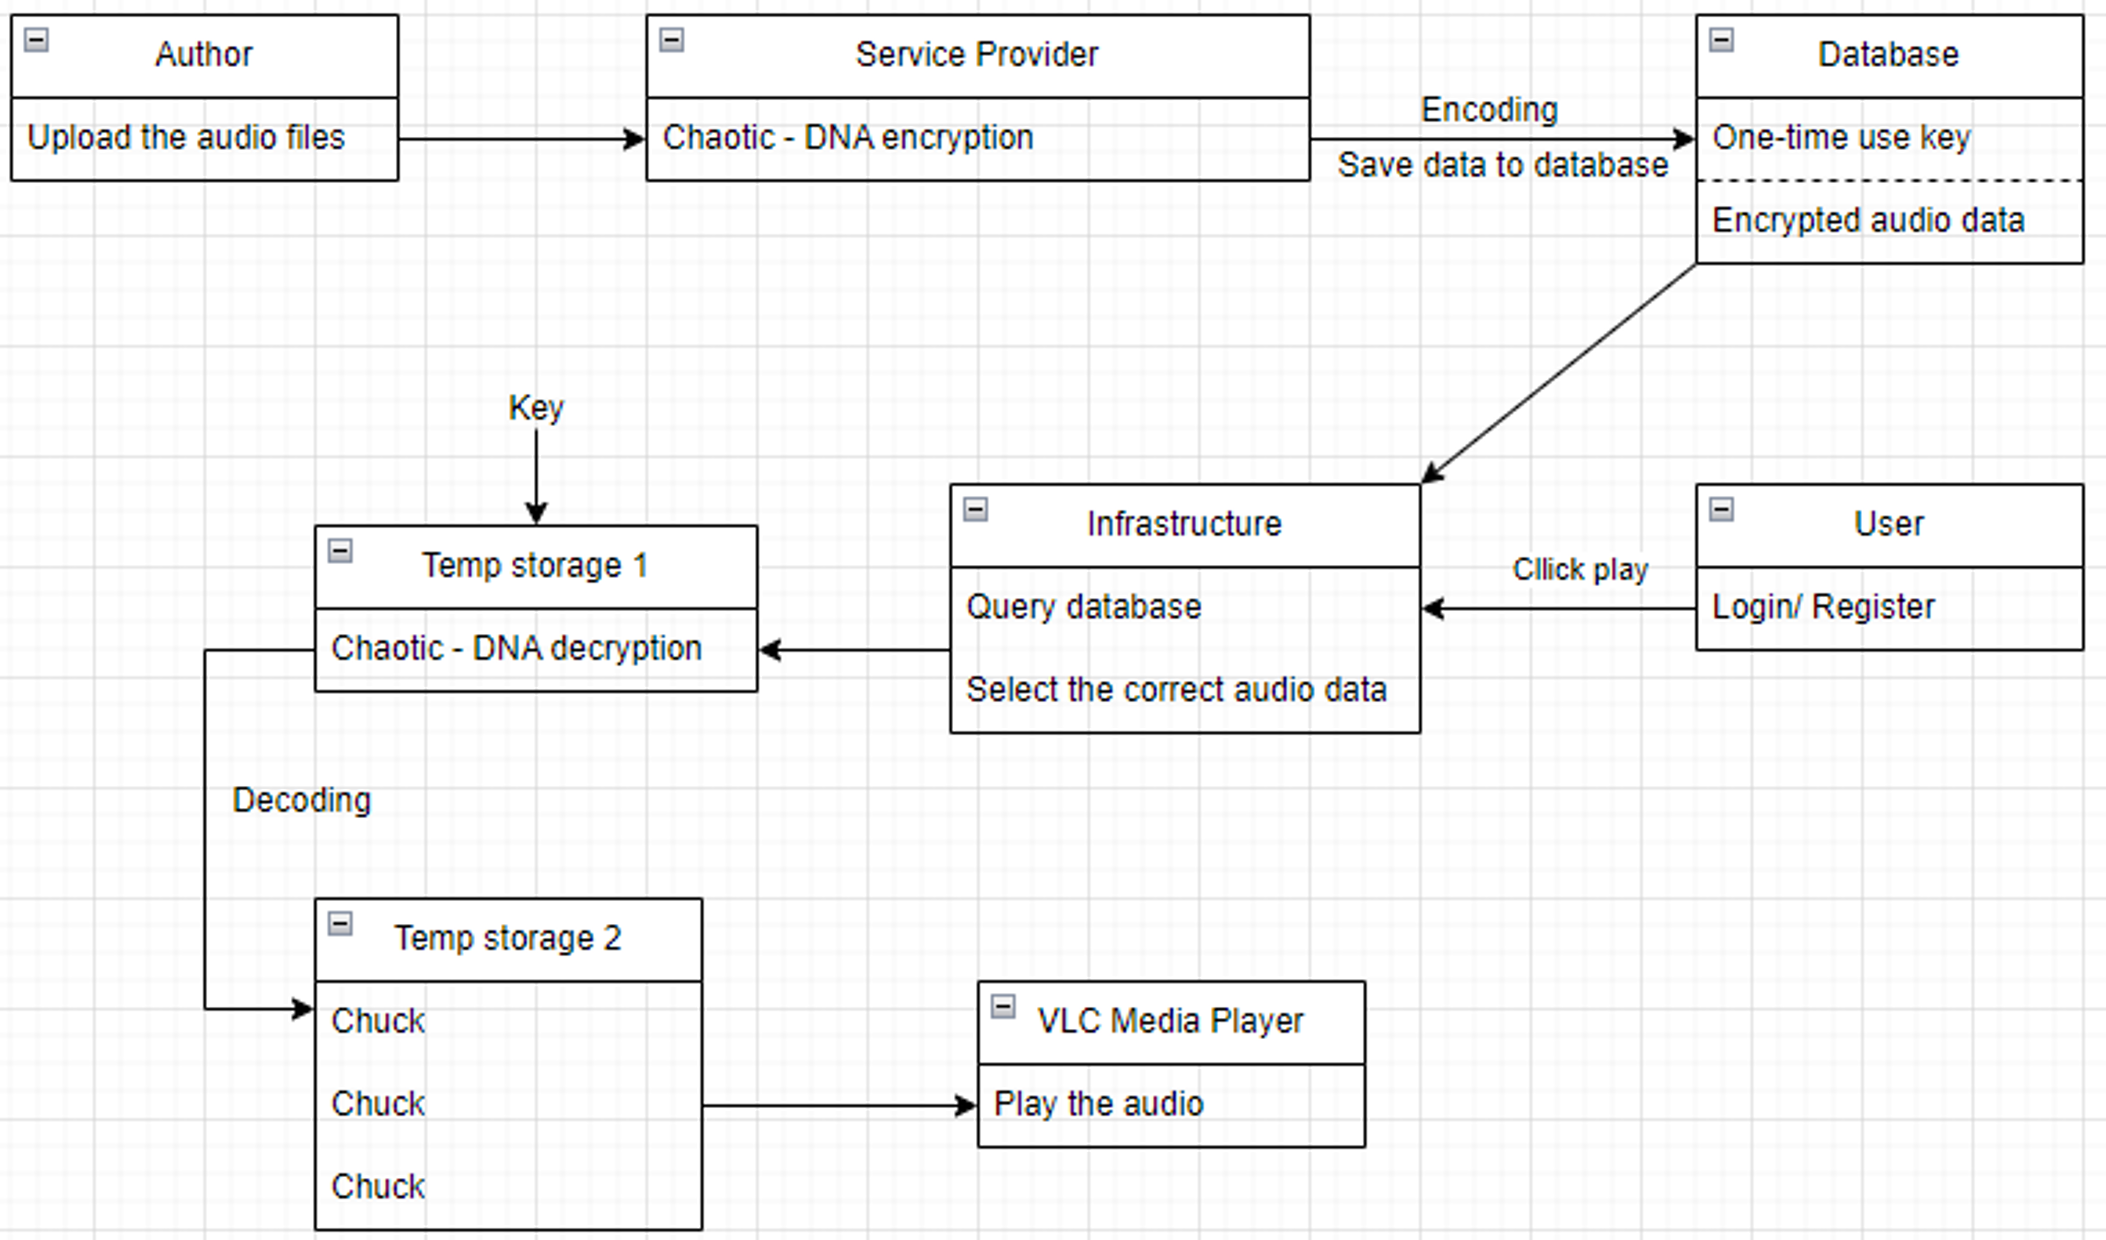 Author
Upload the audio files
Service Provider
Chaotic - DNA encryption
Encoding
Save data to database
Database
One-time use key
Encrypted audio data
Key
Temp storage 1
Chaotic - DNA decryption
Infrastructure
Query database
Select the correct audio data
Cllick play
User
Login/ Register
Decoding
Temp storage 2
Chuck
Chuck
Chuck
VLC Media Player
Play the audio